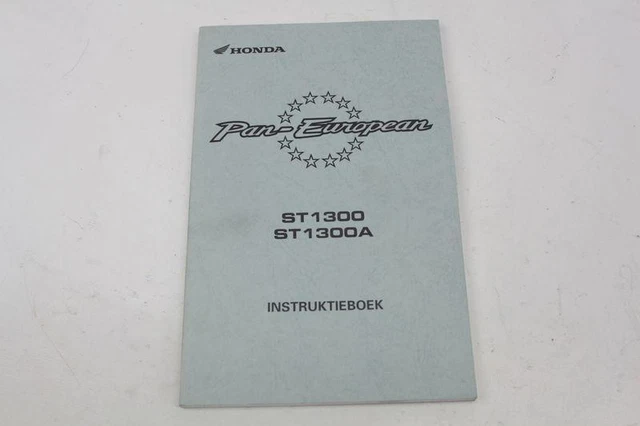 HONDA
Pan-European
ST1300
ST1300A
INSTRUKTIEBOEK